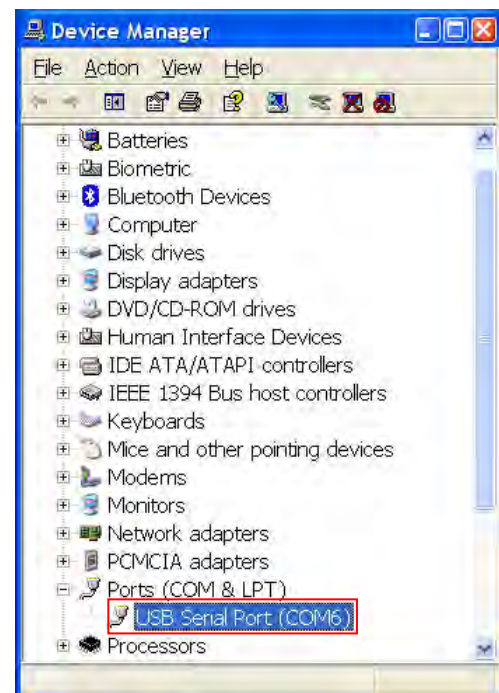 Device Manager
File Action View Help
Batteries
Biometric
Bluetooth Devices
Computer
Disk drives
Display adapters
DVD/CD-ROM drives
Human Interface Devices
IDE ATA/ATAPI controllers
IEEE 1394 Bus host controllers
Keyboards
Mice and other pointing devices
Modems
Monitors
Network adapters
PCMCIA adapters
Ports (COM & LPT)
USB Serial Port (COM6)
Processors